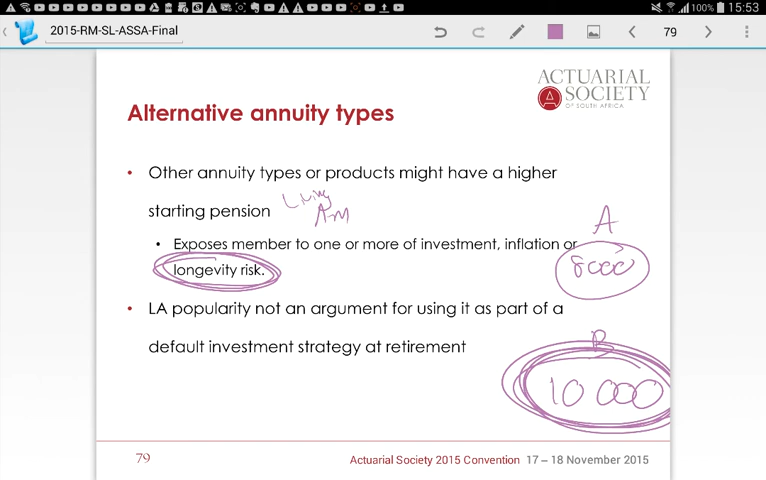 100% 15:53
2015-RM-SL-ASSA-Final
79
ACTUARIAL
SOCIETY
OF SOUTH AFRICA
Alternative annuity types
• Other annuity types or products might have a higher
starting pension
Living
Ann
A
• Exposes member to one or more of investment, inflation or
8000
longevity risk.
• LA popularity not an argument for using it as part of a
B
default investment strategy at retirement
10 000
79
Actuarial Society 2015 Convention 17 – 18 November 2015